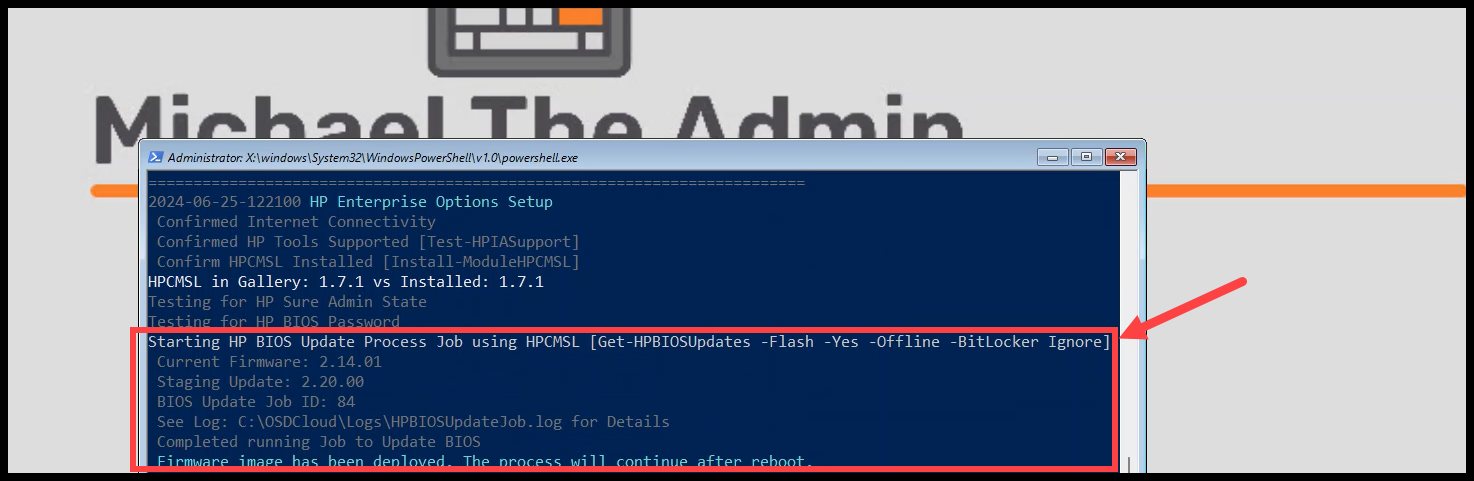 Michael The Admin
Administrator: X:\windows\System32\WindowsPowerShell\v1.0\powershell.exe
=========================================================================
2024-06-25-122100 HP Enterprise Options Setup
Confirmed Internet Connectivity
Confirmed HP Tools Supported [Test-HPIASupport]
Confirm HPCMSL Installed [Install-ModuleHPCMSL]
HPCMSL in Gallery: 1.7.1 vs Installed: 1.7.1
Testing for HP Sure Admin State
Testing for HP BIOS Password
Starting HP BIOS Update Process Job using HPCMSL [Get-HPBIOSUpdates -Flash -Yes -Offline -BitLocker Ignore]
Current Firmware: 2.14.01
Staging Update: 2.20.00
BIOS Update Job ID: 84
See Log: C:\OSDCloud\Logs\HPBIOSUpdateJob.log for Details
Completed running Job to Update BIOS
Firmware image has been deployed. The process will continue after reboot.